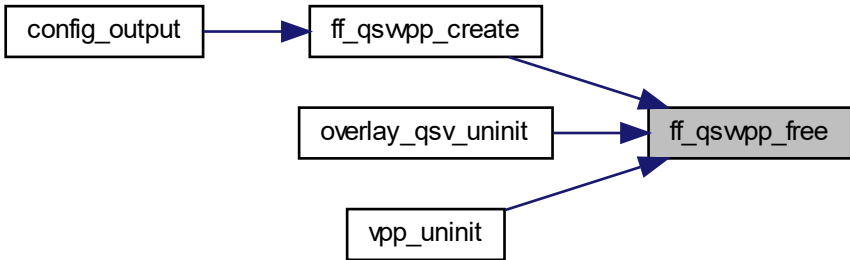 config_output
ff_qsvvpp_create
overlay_qsv_uninit
ff_qsvvpp_free
vpp_uninit